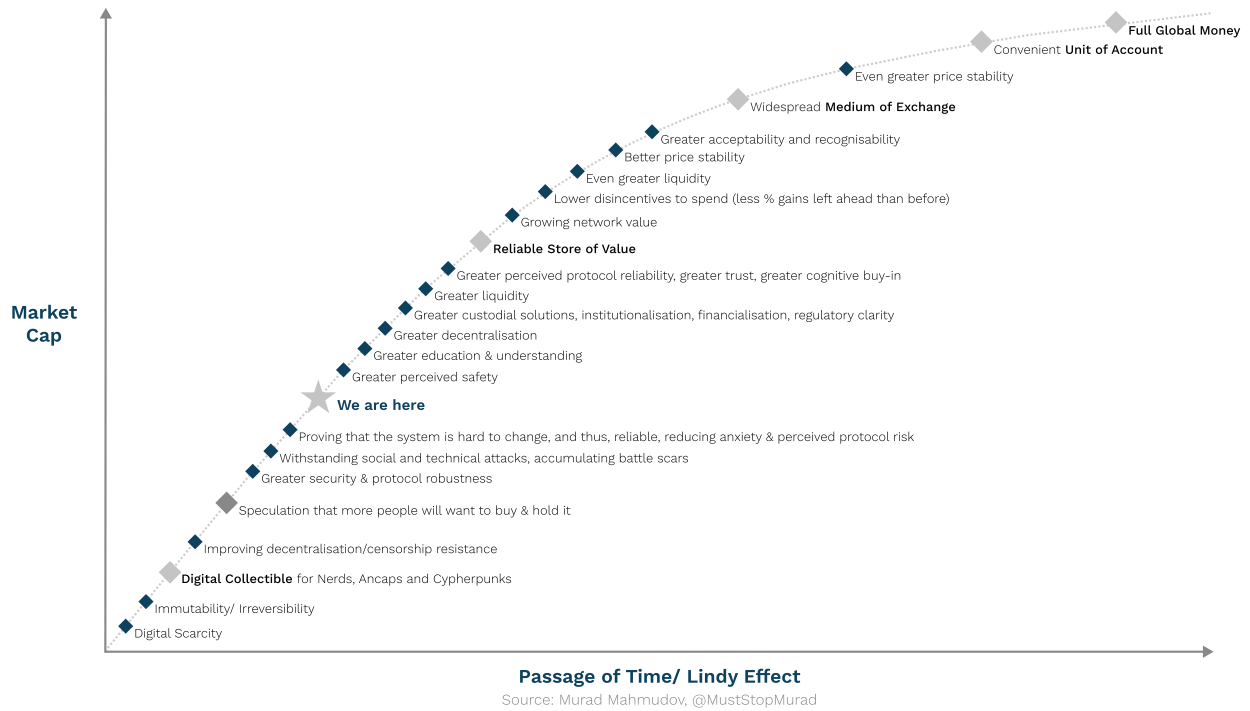 Full Global Money
Convenient Unit of Account
Even greater price stability
Widespread Medium of Exchange
Greater acceptability and recognisability
Better price stability
Even greater liquidity
Lower disincentives to spend (less % gains left ahead than before)
Growing network value
Reliable Store of Value
Greater perceived protocol reliability, greater trust, greater cognitive buy-in
Greater liquidity
Market
Cap
Greater custodial solutions, institutionalisation, financialisation, regulatory clarity
Greater decentralisation
Greater education & understanding
Greater perceived safety
We are here
Proving that the system is hard to change, and thus, reliable, reducing anxiety & perceived protocol risk
Withstanding social and technical attacks, accumulating battle scars
Greater security & protocol robustness
Speculation that more people will want to buy & hold it
Improving decentralisation/censorship resistance
Digital Collectible for Nerds, Ancaps and Cypherpunks
Immutability/ Irreversibility
Digital Scarcity
Passage of Time/ Lindy Effect
Source: Murad Mahmudov, @MustStopMurad